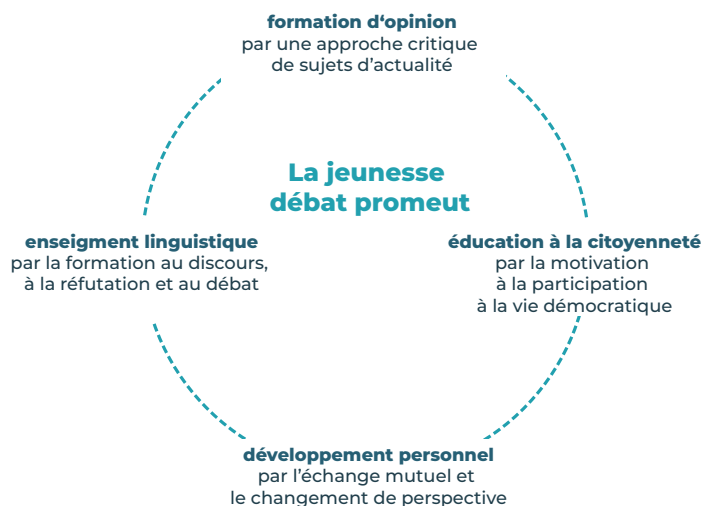 formation d‘opinion
par une approche critique
de sujets d’actualité
La jeunesse
débat promeut
enseigment linguistique
par la formation au discours,
à la réfutation et au débat
éducation à la citoyenneté
par la motivation
à la participation
à la vie démocratique
développement personnel
par l’échange mutuel et
le changement de perspective